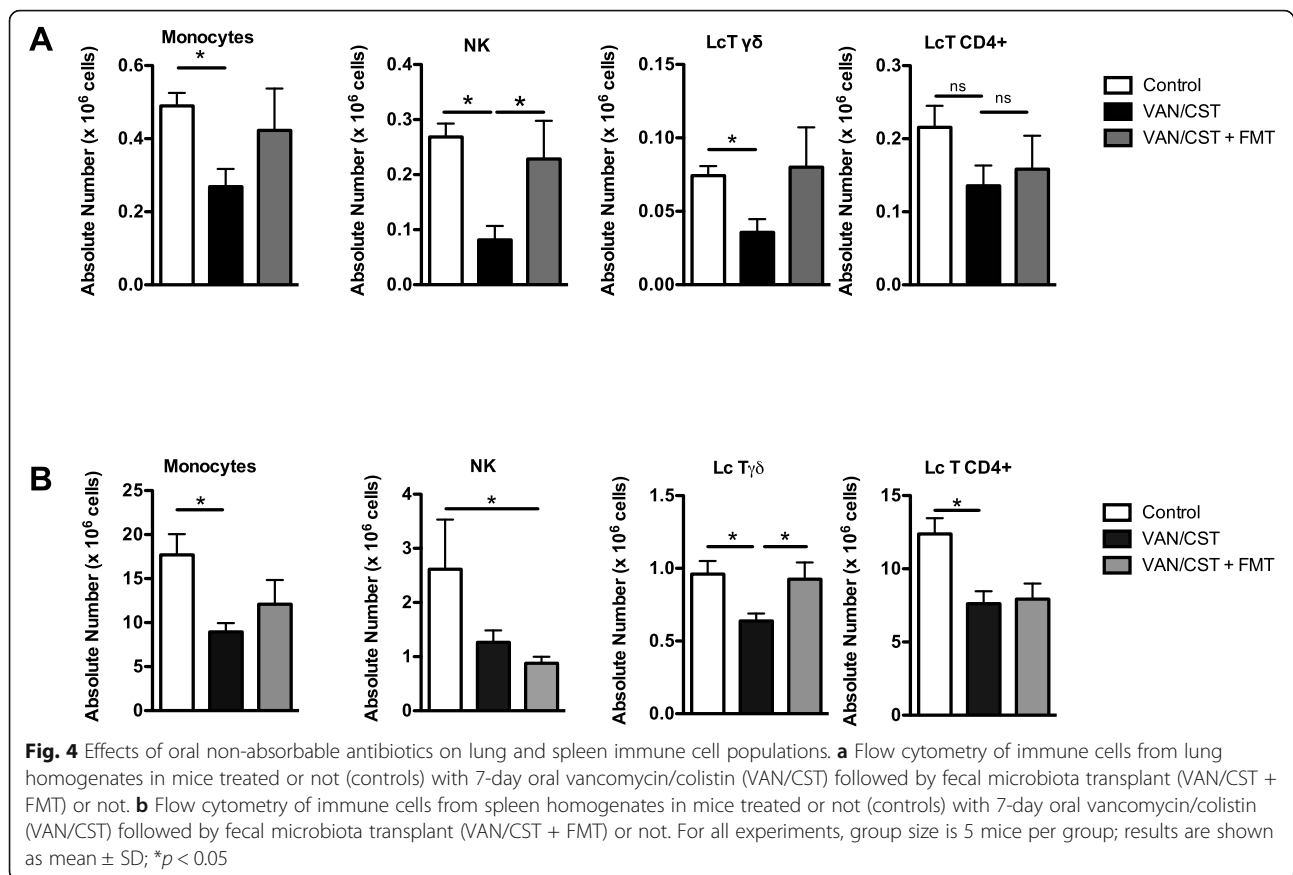 A
Monocytes
Absolute Number (x 10⁶ cells)
0.6
0.4
0.2
0.0
*
NK
Absolute Number (x 10⁶ cells)
0.4
0.3
0.2
0.1
0.0
*
*
LcT γδ
Absolute Number (x 10⁶ cells)
0.15
0.10
0.05
0.00
*
LcT CD4+
Absolute Number (x 10⁶ cells)
0.3
0.2
0.1
0.0
ns
ns
Control
VAN/CST
VAN/CST + FMT
B
Monocytes
Absolute Number (x 10⁶ cells)
25
20
15
10
5
0
*
NK
Absolute Number (x 10⁶ cells)
4
3
2
1
0
*
Lc Tγδ
Absolute Number (x 10⁶ cells)
1.5
1.0
0.5
0.0
*
*
Lc T CD4+
Absolute Number (x 10⁶ cells)
15
10
5
0
*
Control
VAN/CST
VAN/CST + FMT
Fig. 4 Effects of oral non-absorbable antibiotics on lung and spleen immune cell populations. a Flow cytometry of immune cells from lung
homogenates in mice treated or not (controls) with 7-day oral vancomycin/colistin (VAN/CST) followed by fecal microbiota transplant (VAN/CST +
FMT) or not. b Flow cytometry of immune cells from spleen homogenates in mice treated or not (controls) with 7-day oral vancomycin/colistin
(VAN/CST) followed by fecal microbiota transplant (VAN/CST + FMT) or not. For all experiments, group size is 5 mice per group; results are shown
as mean ± SD; *p < 0.05